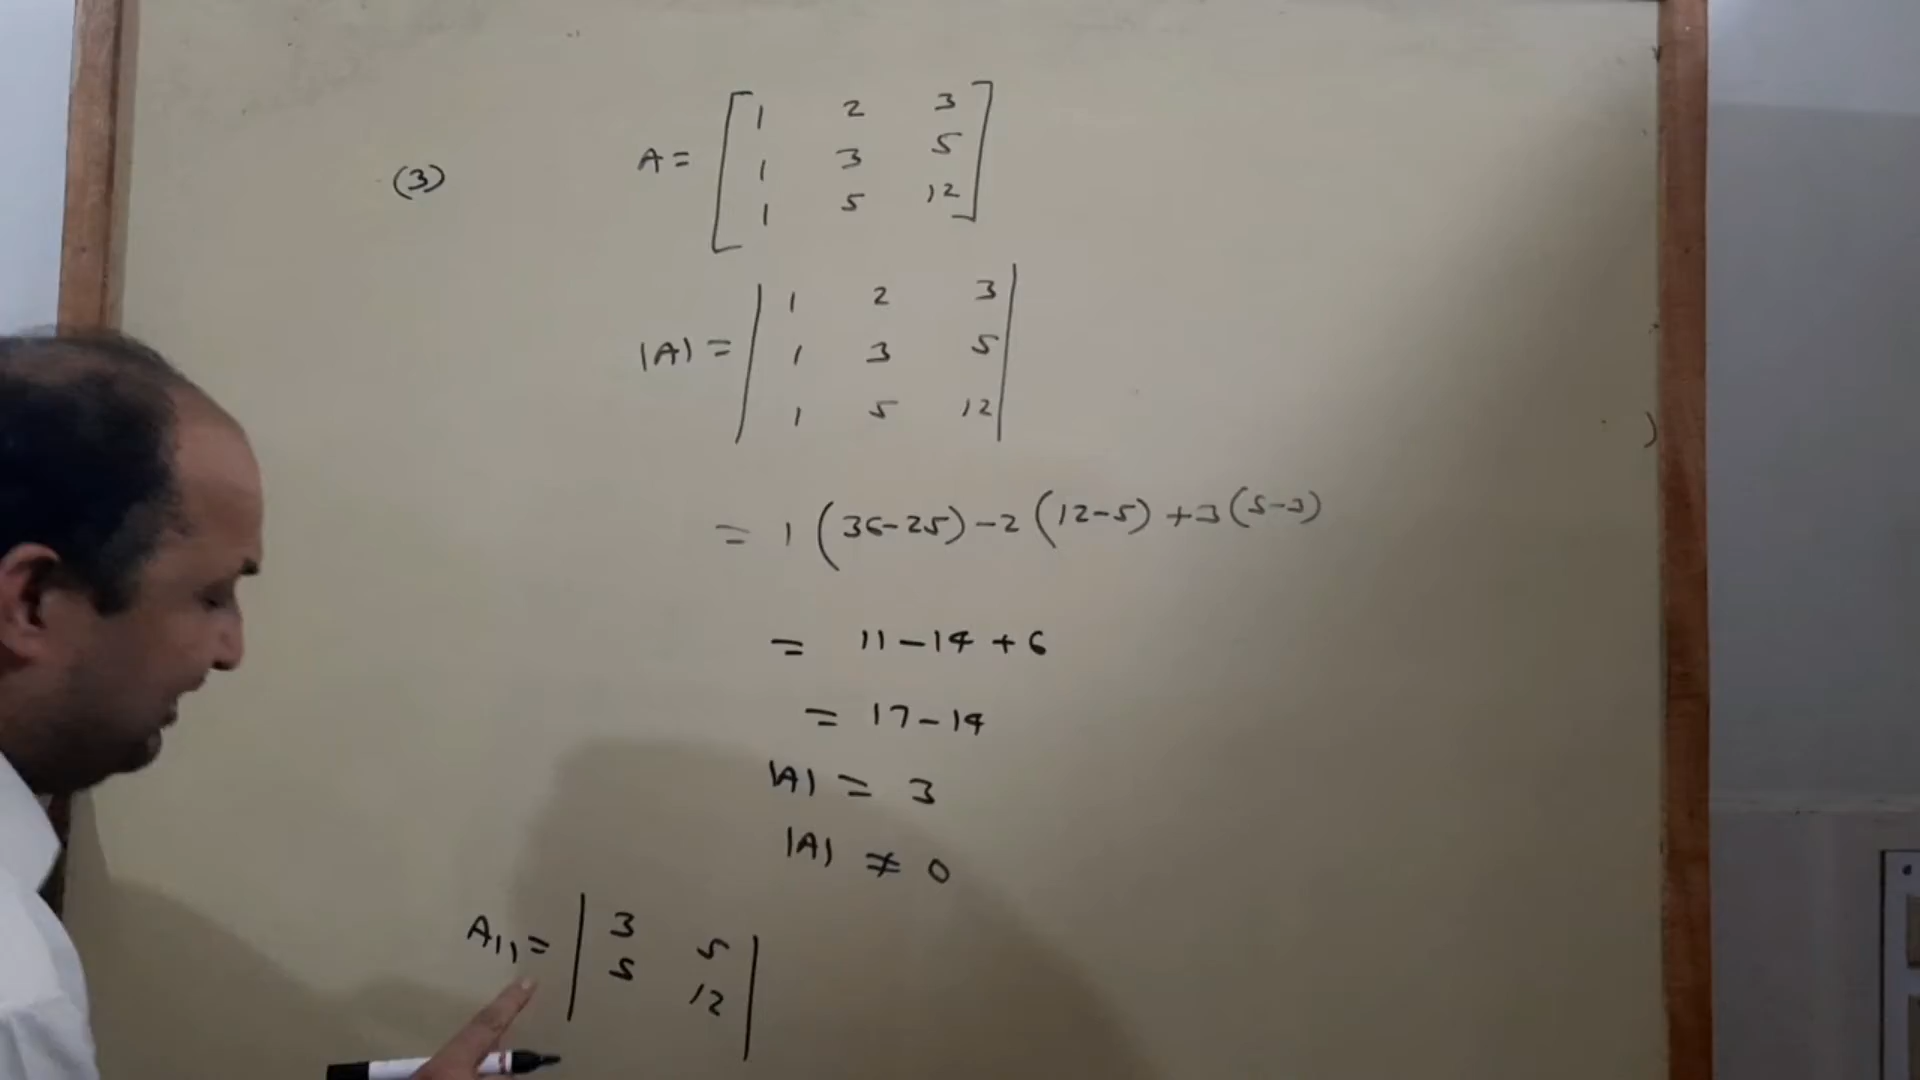 (3) A = [ 1 2 3
1 3 5
1 5 12 ]
|A| = | 1 2 3
1 3 5
1 5 12 |
= 1 (36-25) -2 (12-5) +3 (5-3)
= 11 - 14 + 6
= 17 - 14
|A| = 3
|A| ≠ 0
A11 = | 3 5
5 12 |